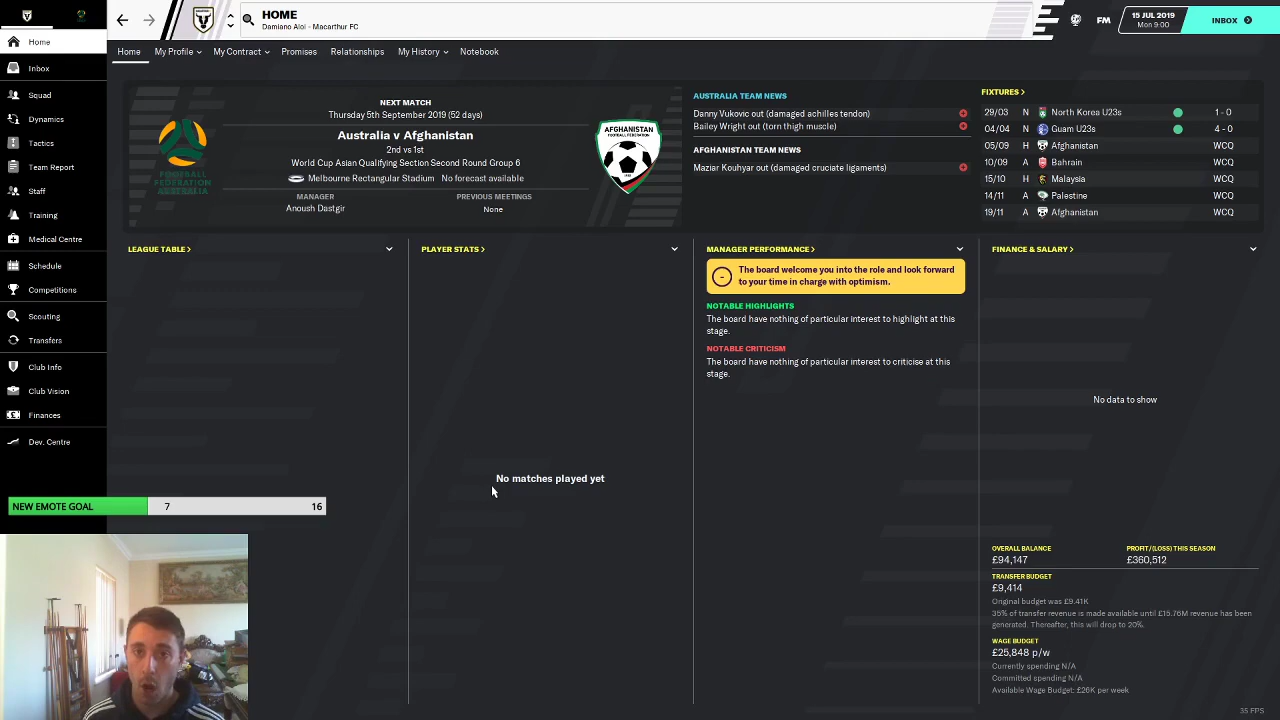 HOME
Damiano Aloi - Macarthur FC
FM
15 JUL 2019
Mon 9:00
INBOX
Home
Inbox
Squad
Dynamics
Tactics
Team Report
Staff
Training
Medical Centre
Schedule
Competitions
Scouting
Transfers
Club Info
Club Vision
Finances
Dev. Centre
Home
My Profile
My Contract
Promises
Relationships
My History
Notebook
FOOTBALL FEDERATION
AUSTRALIA
NEXT MATCH
Thursday 5th September 2019 (52 days)
Australia v Afghanistan
2nd vs 1st
World Cup Asian Qualifying Section Second Round Group 6
Melbourne Rectangular Stadium No forecast available
MANAGER
Anoush Dastgir
PREVIOUS MEETINGS
None
AFGHANISTAN
FOOTBALL FEDERATION
AUSTRALIA TEAM NEWS
Danny Vukovic out (damaged achilles tendon)
Bailey Wright out (torn thigh muscle)
AFGHANISTAN TEAM NEWS
Maziar Kouhyar out (damaged cruciate ligaments)
FIXTURES >
29/03 N North Korea U23s 1 - 0
04/04 N Guam U23s 4 - 0
05/09 H Afghanistan WCQ
10/09 A Bahrain WCQ
15/10 H Malaysia WCQ
14/11 A Palestine WCQ
19/11 A Afghanistan WCQ
LEAGUE TABLE >
PLAYER STATS >
No matches played yet
MANAGER PERFORMANCE >
The board welcome you into the role and look forward
to your time in charge with optimism.
NOTABLE HIGHLIGHTS
The board have nothing of particular interest to highlight at this
stage.
NOTABLE CRITICISM
The board have nothing of particular interest to criticise at this
stage.
FINANCE & SALARY >
No data to show
OVERALL BALANCE
£94,147
PROFIT/(LOSS) THIS SEASON
£360,512
TRANSFER BUDGET
£9,414
Original budget was £9.41K
35% of transfer revenue is made available until £15.76M revenue has been
generated. Thereafter, this will drop to 20%.
WAGE BUDGET
£25,848 p/w
Currently spending N/A
Committed spending N/A
Available Wage Budget: £26K per week
35 FPS
NEW EMOTE GOAL 7 16